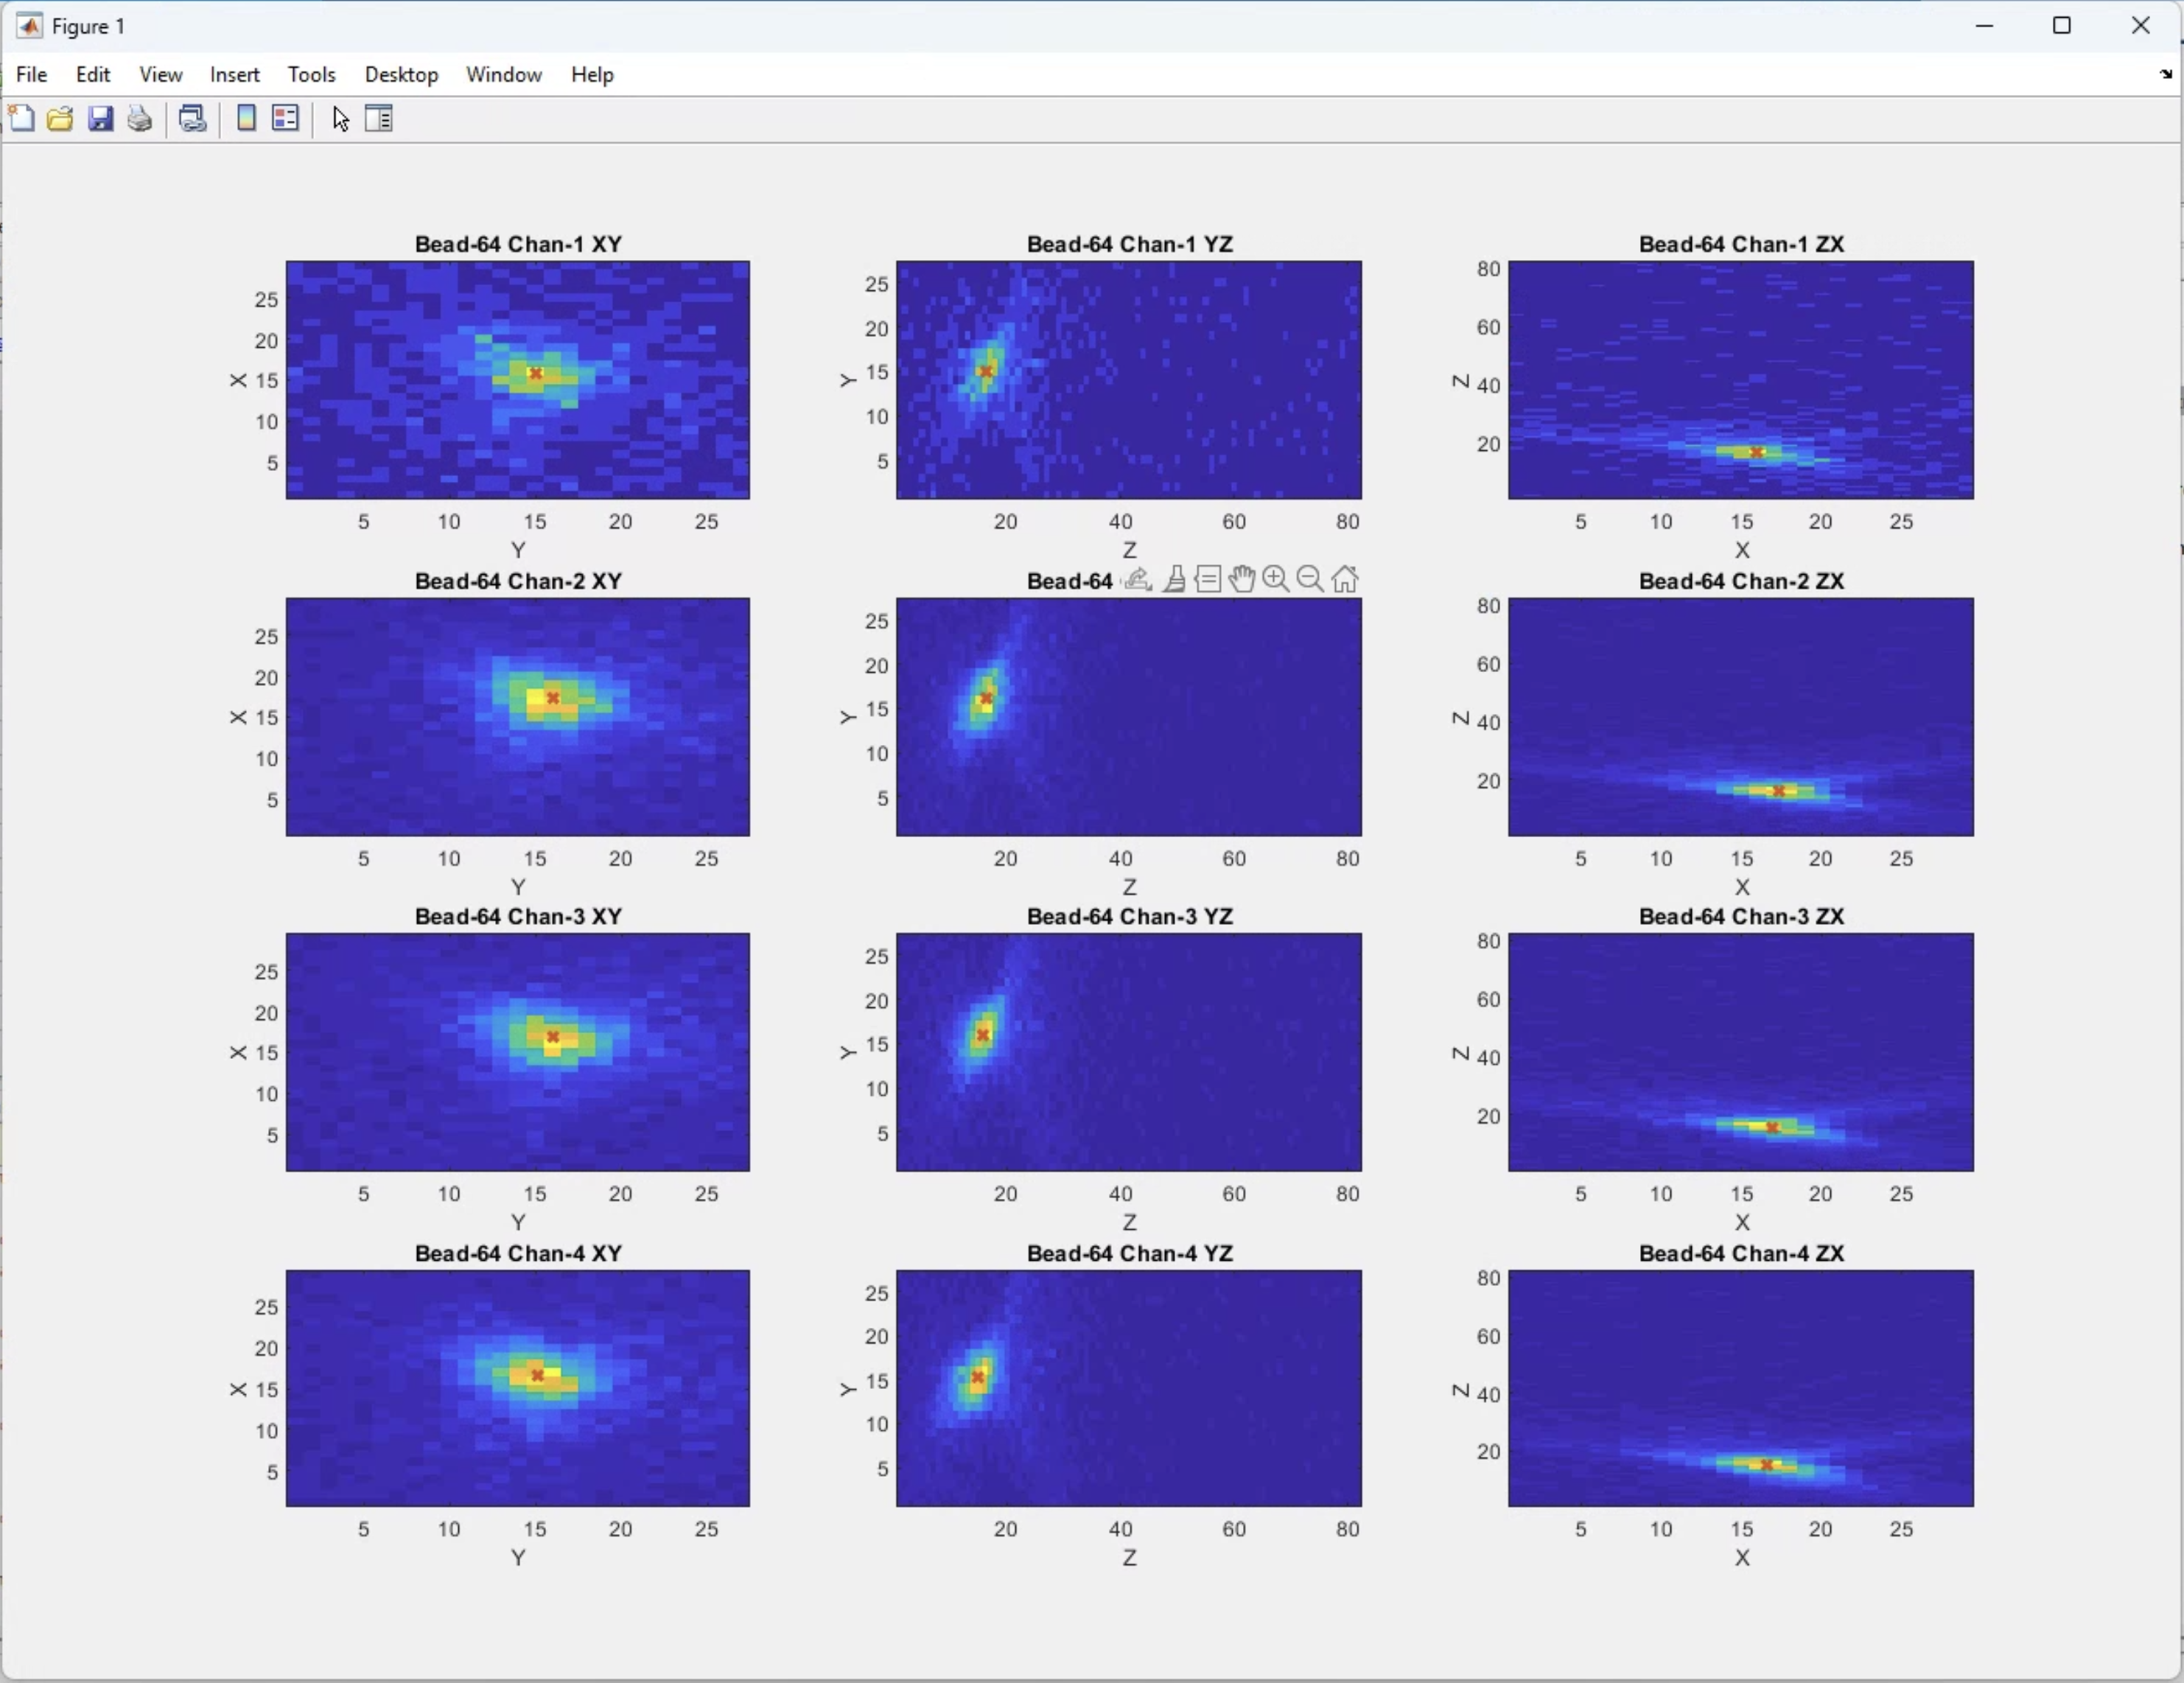 Figure 1
File Edit View Insert Tools Desktop Window Help
Bead-64 Chan-1 XY
25
20
15
10
5
X
5 10 15 20 25
Y
Bead-64 Chan-1 YZ
25
20
15
10
5
Y
20 40 60 80
Z
Bead-64 Chan-1 ZX
80
60
40
20
Z
5 10 15 20 25
X
Bead-64 Chan-2 XY
25
20
15
10
5
X
5 10 15 20 25
Y
Bead-64
25
20
15
10
5
Y
20 40 60 80
Z
Bead-64 Chan-2 ZX
80
60
40
20
Z
5 10 15 20 25
X
Bead-64 Chan-3 XY
25
20
15
10
5
X
5 10 15 20 25
Y
Bead-64 Chan-3 YZ
25
20
15
10
5
Y
20 40 60 80
Z
Bead-64 Chan-3 ZX
80
60
40
20
Z
5 10 15 20 25
X
Bead-64 Chan-4 XY
25
20
15
10
5
X
5 10 15 20 25
Y
Bead-64 Chan-4 YZ
25
20
15
10
5
Y
20 40 60 80
Z
Bead-64 Chan-4 ZX
80
60
40
20
Z
5 10 15 20 25
X